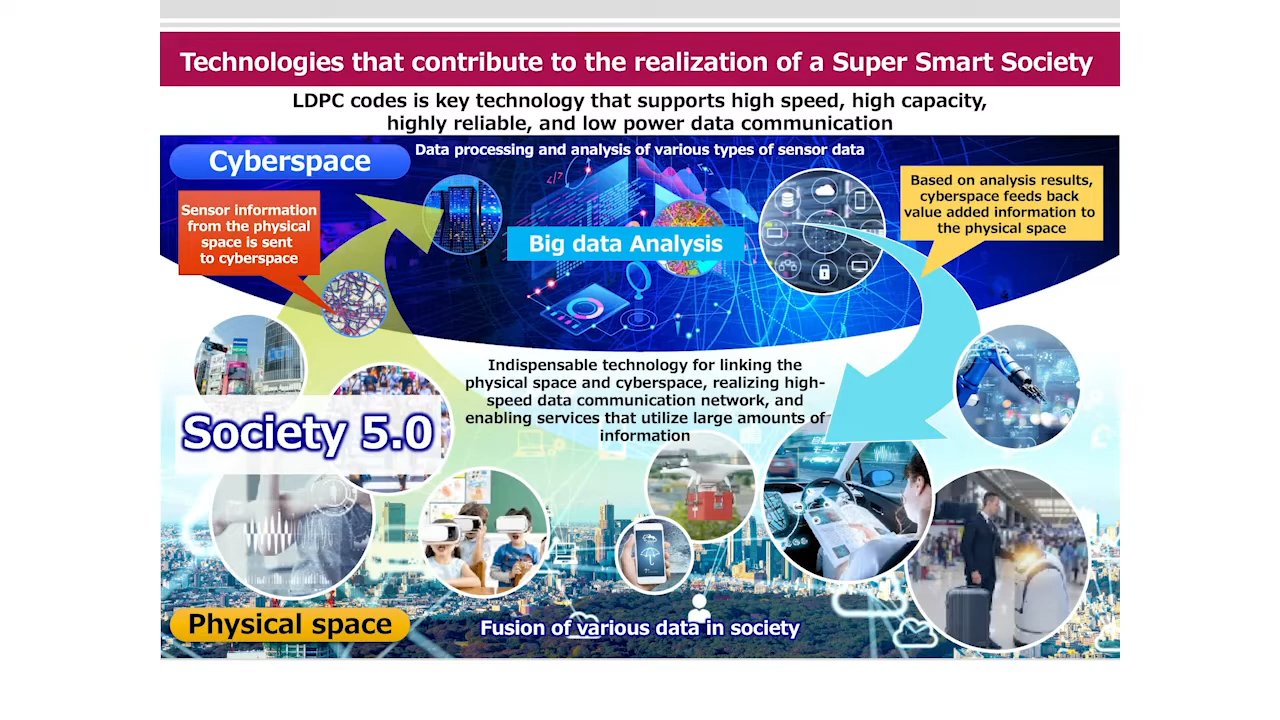 Technologies that contribute to the realization of a Super Smart Society
LDPC codes is key technology that supports high speed, high capacity,
highly reliable, and low power data communication
Cyberspace
Data processing and analysis of various types of sensor data
Sensor information
from the physical
space is sent
to cyberspace
Big data Analysis
Based on analysis results,
cyberspace feeds back
value added information to
the physical space
Indispensable technology for linking the
physical space and cyberspace, realizing high-
speed data communication network, and
enabling services that utilize large amounts of
information
Society 5.0
Physical space
Fusion of various data in society